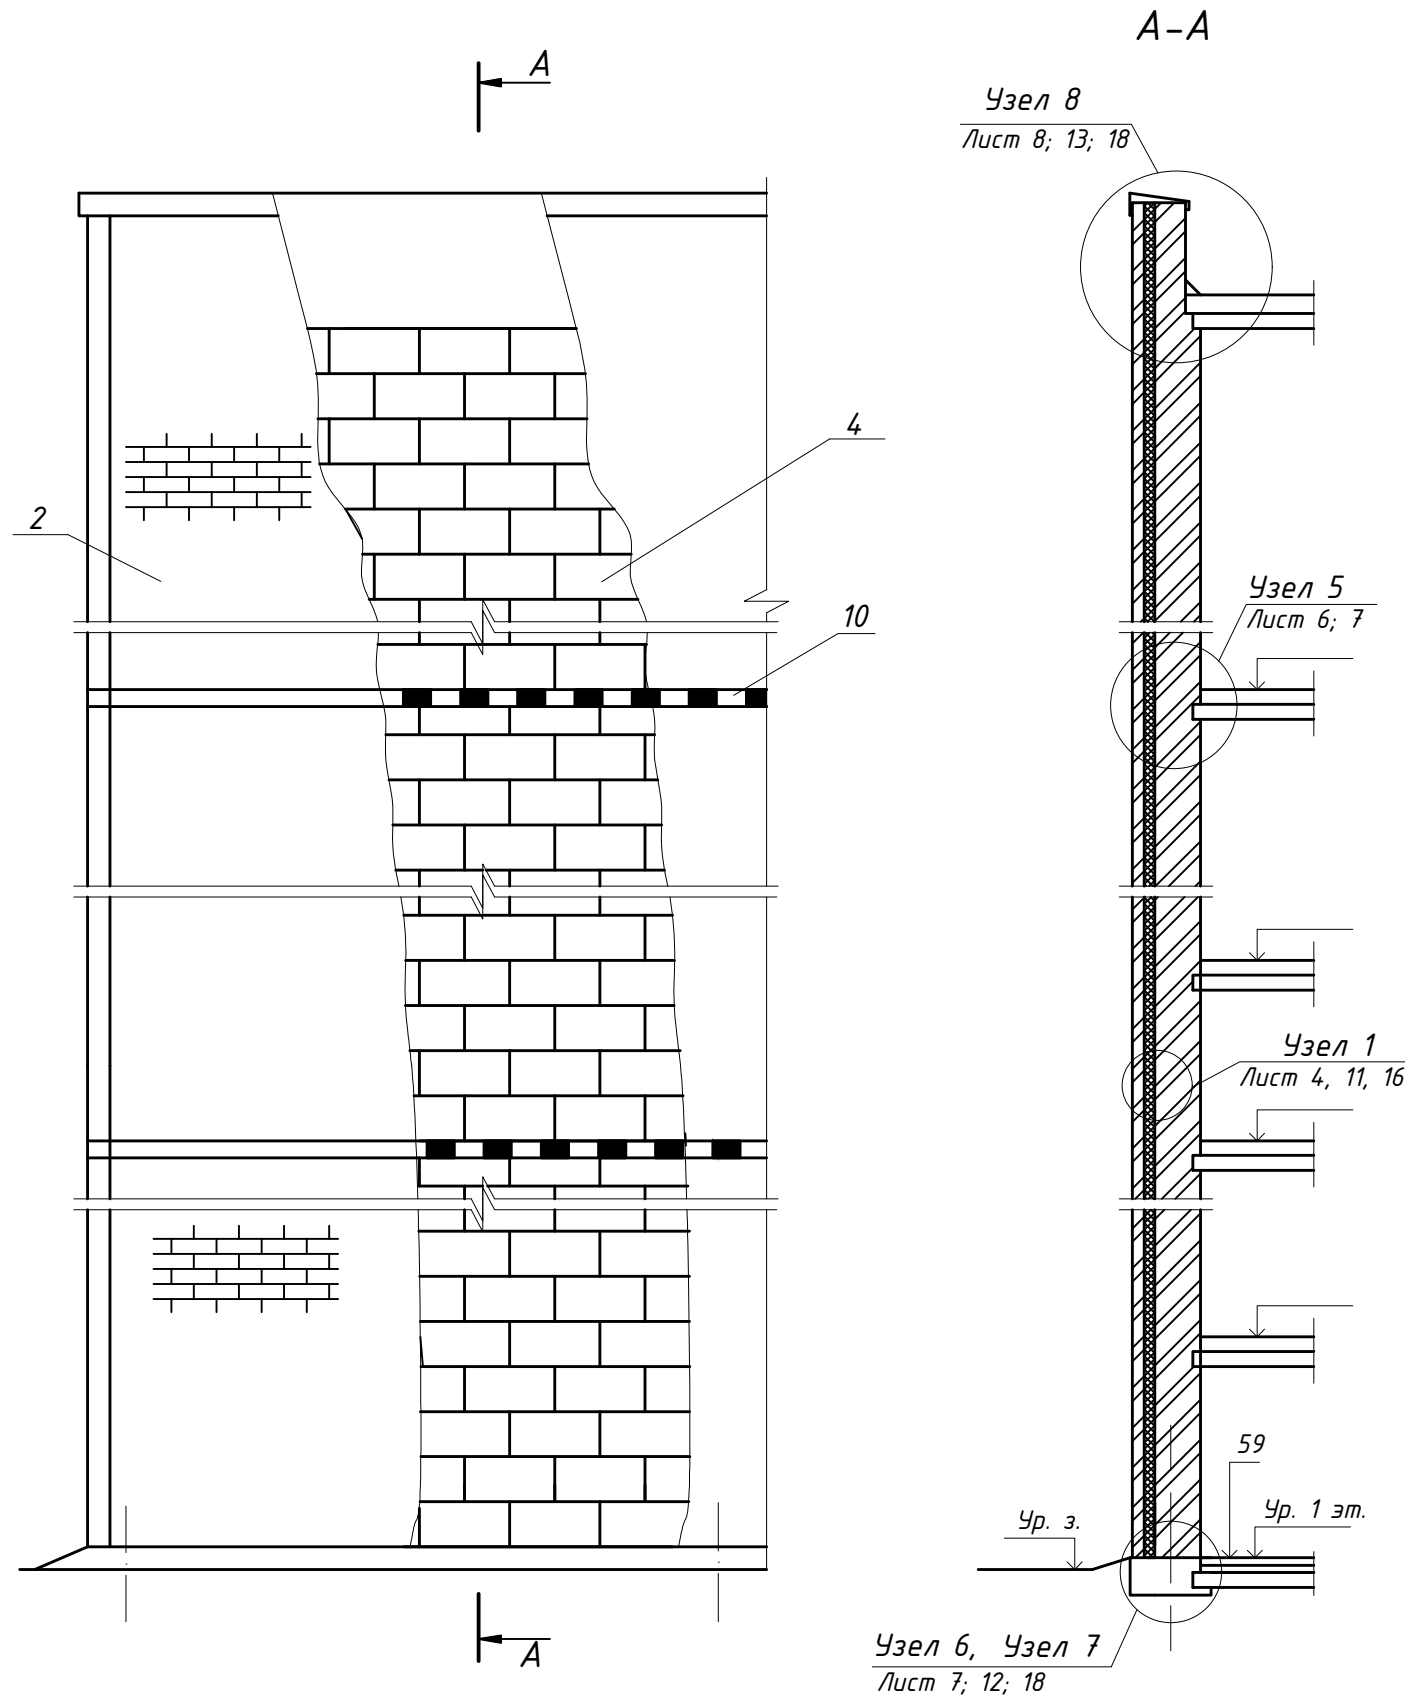 А-А
А
Узел 8
Лист 8; 13; 18
4
2
Узел 5
Лист 6; 7
10
Узел 1
Лист 4, 11, 16
59
Ур. з.
Ур. 1 эт.
А
Узел 6, Узел 7
Лист 7; 12; 18